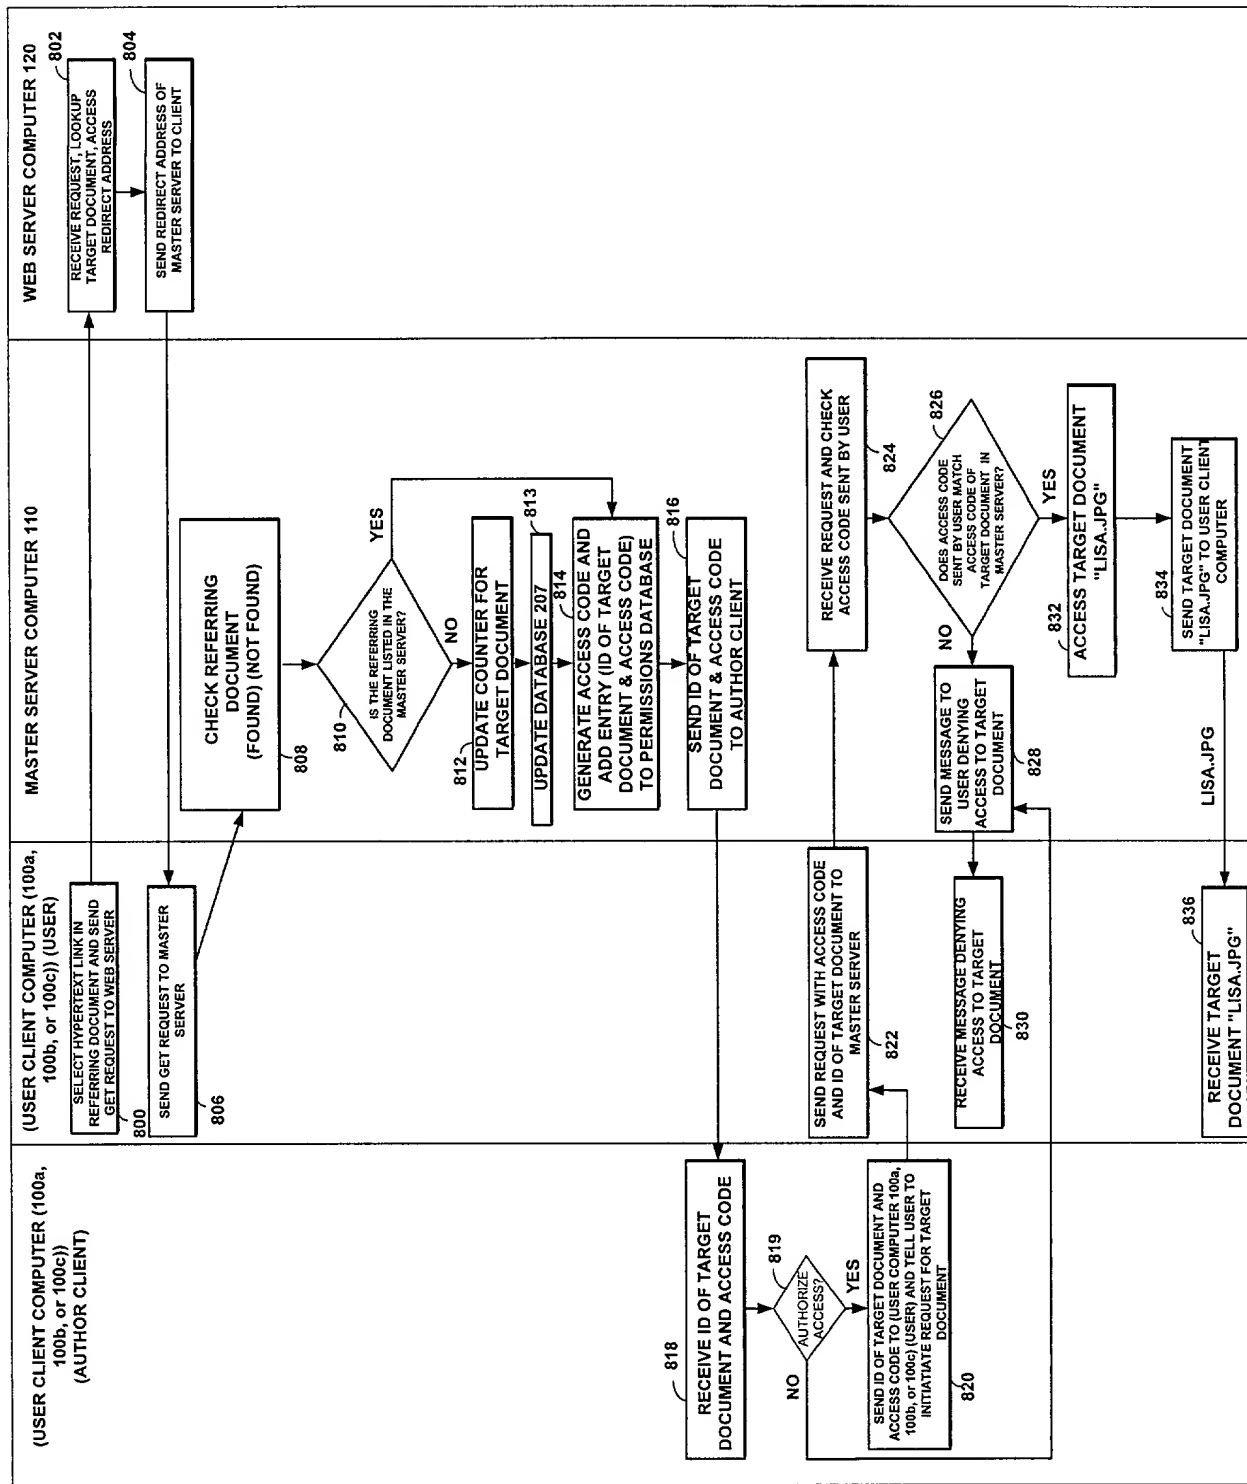 (USER CLIENT COMPUTER (100a,
100b, or 100c))
(AUTHOR CLIENT)
(USER CLIENT COMPUTER (100a,
100b, or 100c)) (USER)
MASTER SERVER COMPUTER 110
WEB SERVER COMPUTER 120
SELECT HYPERTEXT LINK IN
REFERRING DOCUMENT AND SEND
GET REQUEST TO WEB SERVER
800
RECEIVE REQUEST, LOOKUP
TARGET DOCUMENT, ACCESS
REDIRECT ADDRESS
802
SEND REDIRECT ADDRESS OF
MASTER SERVER TO CLIENT
804
SEND GET REQUEST TO MASTER
SERVER
806
CHECK REFERRING
DOCUMENT
(FOUND) (NOT FOUND)
808
IS THE REFERRING
DOCUMENT LISTED IN THE
MASTER SERVER?
810
YES
NO
UPDATE COUNTER FOR
TARGET DOCUMENT
812
UPDATE DATABASE 207
813
GENERATE ACCESS CODE AND
ADD ENTRY (ID OF TARGET
DOCUMENT & ACCESS CODE)
TO PERMISSIONS DATABASE
814
SEND ID OF TARGET
DOCUMENT & ACCESS CODE
TO AUTHOR CLIENT
816
RECEIVE ID OF TARGET
DOCUMENT AND ACCESS CODE
818
AUTHORIZE
ACCESS?
819
NO
YES
SEND ID OF TARGET DOCUMENT AND
ACCESS CODE TO (USER COMPUTER 100a,
100b, or 100c) (USER) AND TELL USER TO
INITIATIATE REQUEST FOR TARGET
DOCUMENT
820
SEND REQUEST WITH ACCESS CODE
AND ID OF TARGET DOCUMENT TO
MASTER SERVER
822
RECEIVE REQUEST AND CHECK
ACCESS CODE SENT BY USER
824
DOES ACCESS CODE
SENT BY USER MATCH
ACCESS CODE OF
TARGET DOCUMENT IN
MASTER SERVER?
826
NO
YES
SEND MESSAGE TO
USER DENYING
ACCESS TO TARGET
DOCUMENT
828
RECEIVE MESSAGE DENYING
ACCESS TO TARGET
DOCUMENT
830
ACCESS TARGET DOCUMENT
"LISA.JPG"
832
SEND TARGET DOCUMENT
"LISA.JPG" TO USER CLIENT
COMPUTER
834
LISA.JPG
RECEIVE TARGET
DOCUMENT "LISA.JPG"
836